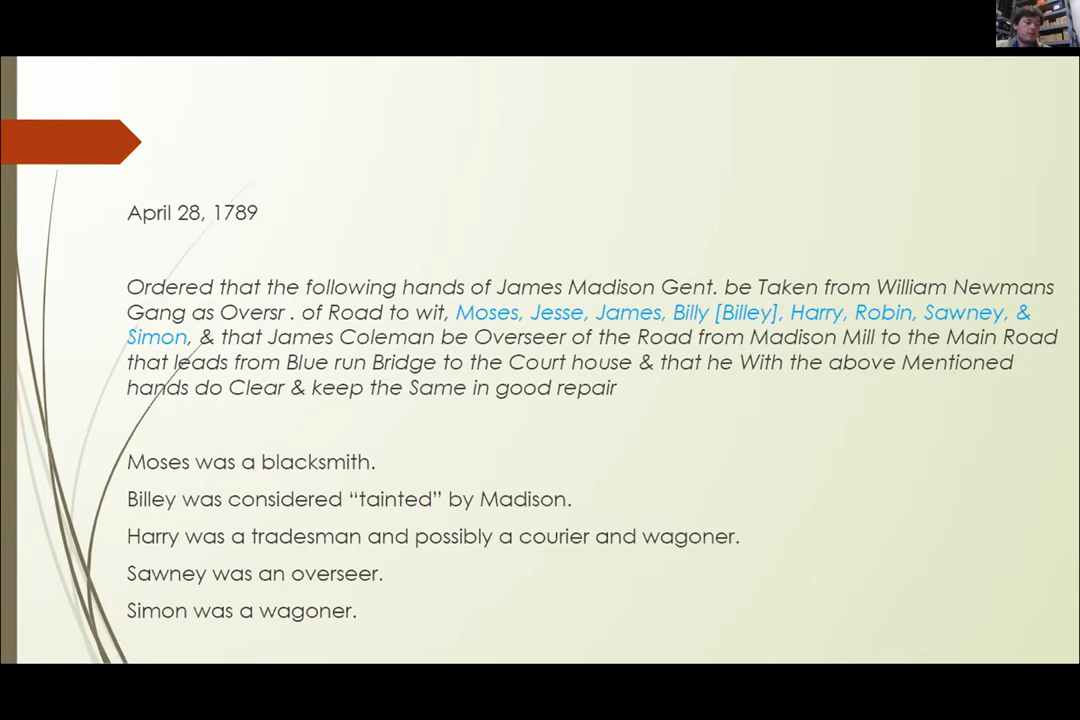 April 28, 1789
Ordered that the following hands of James Madison Gent. be Taken from William Newmans
Gang as Oversr . of Road to wit, Moses, Jesse, James, Billy [Billey], Harry, Robin, Sawney, &
Simon, & that James Coleman be Overseer of the Road from Madison Mill to the Main Road
that leads from Blue run Bridge to the Court house & that he With the above Mentioned
hands do Clear & keep the Same in good repair
Moses was a blacksmith.
Billey was considered “tainted” by Madison.
Harry was a tradesman and possibly a courier and wagoner.
Sawney was an overseer.
Simon was a wagoner.